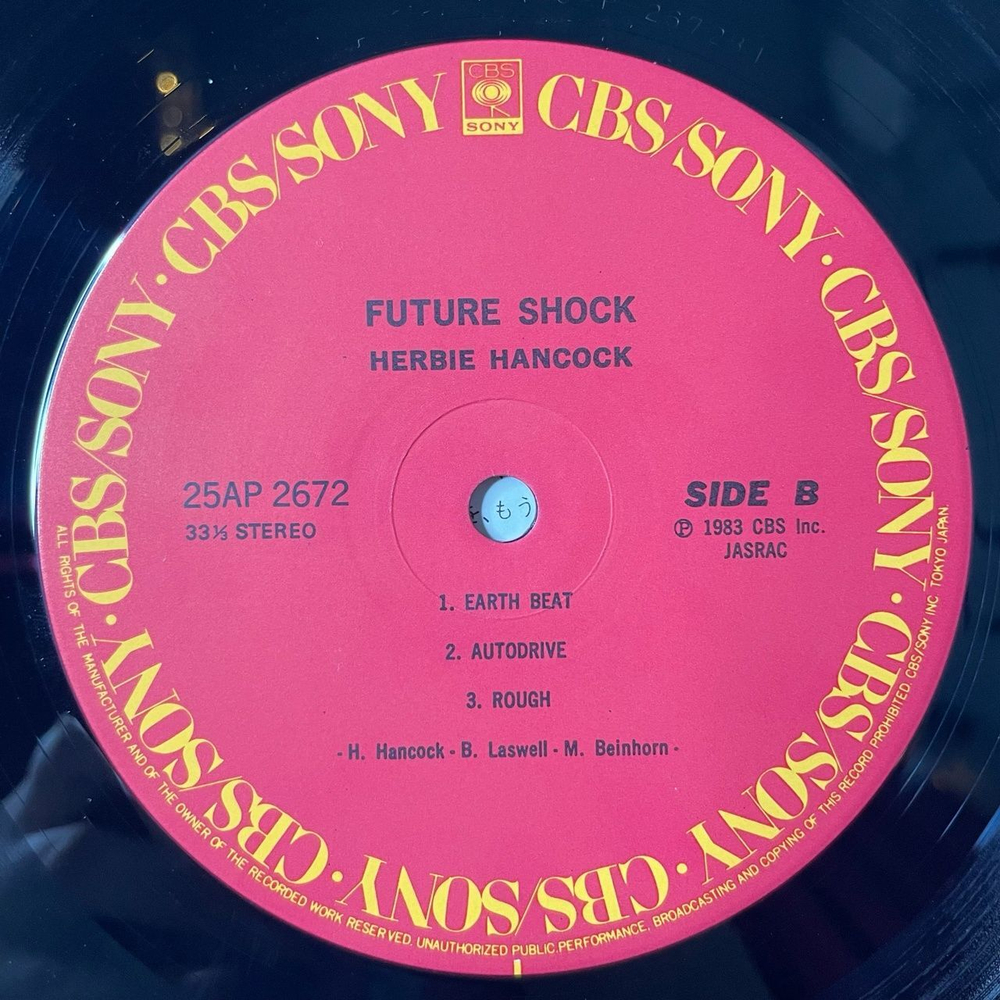 CBS
SONY
CBS/SONY · CBS/SONY · CBS/SONY · CBS/SONY · CBS/SONY · CBS/SONY · CBS/SONY · CBS/SONY · CBS/SONY
FUTURE SHOCK
HERBIE HANCOCK
25AP 2672
33⅓ STEREO
SIDE B
Ⓟ 1983 CBS Inc.
JASRAC
もう
1. EARTH BEAT
2. AUTODRIVE
3. ROUGH
- H. Hancock - B. Laswell - M. Beinhorn -
ALL RIGHTS OF THE MANUFACTURER AND OF THE OWNER OF THE RECORDED WORK RESERVED. UNAUTHORIZED PUBLIC.PERFORMANCE, BROADCASTING AND COPYING OF THIS RECORD PROHIBITED CBS/SONY INC TOKYO JAPAN.